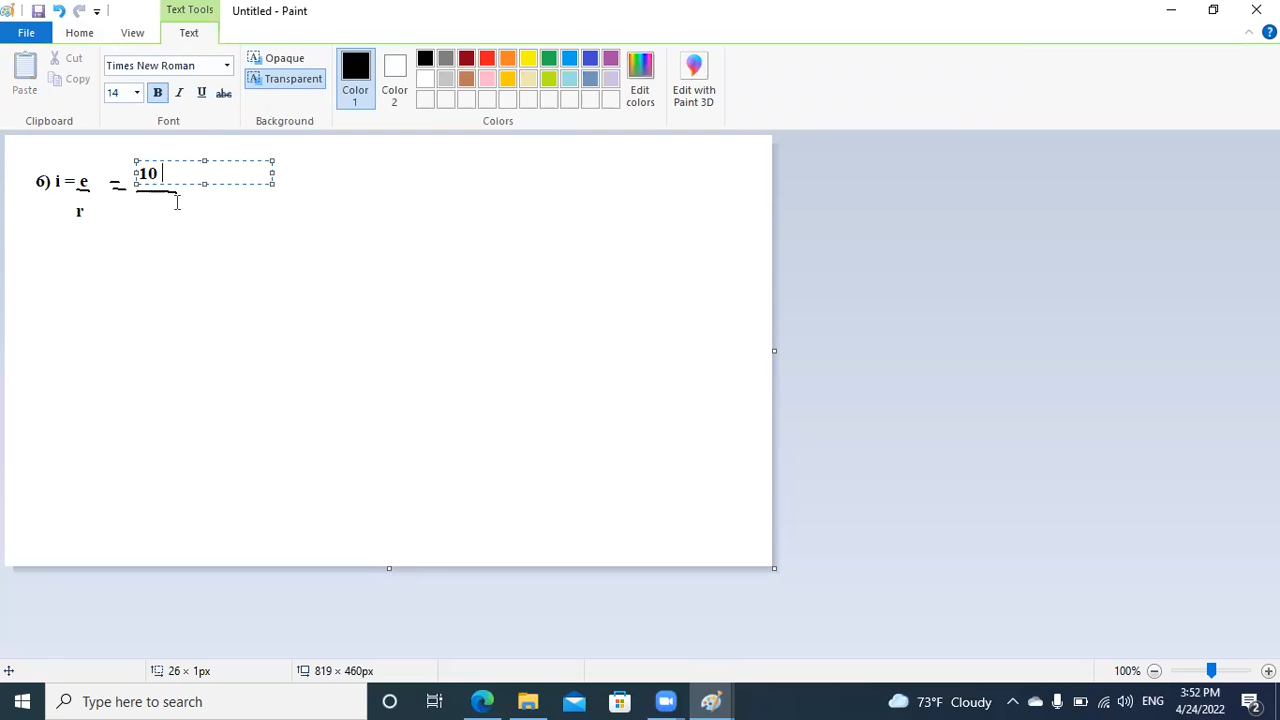 Text Tools
Untitled - Paint
File Home View Text
Paste
Cut
Copy
Clipboard
Times New Roman
14 B I U abc
Font
Opaque
Transparent
Background
Color 1
Color 2
Edit colors
Colors
Edit with Paint 3D
6) i = e = 10
r
26 × 1px
819 × 460px
100%
Type here to search
73°F Cloudy
ENG
3:52 PM
4/24/2022
2